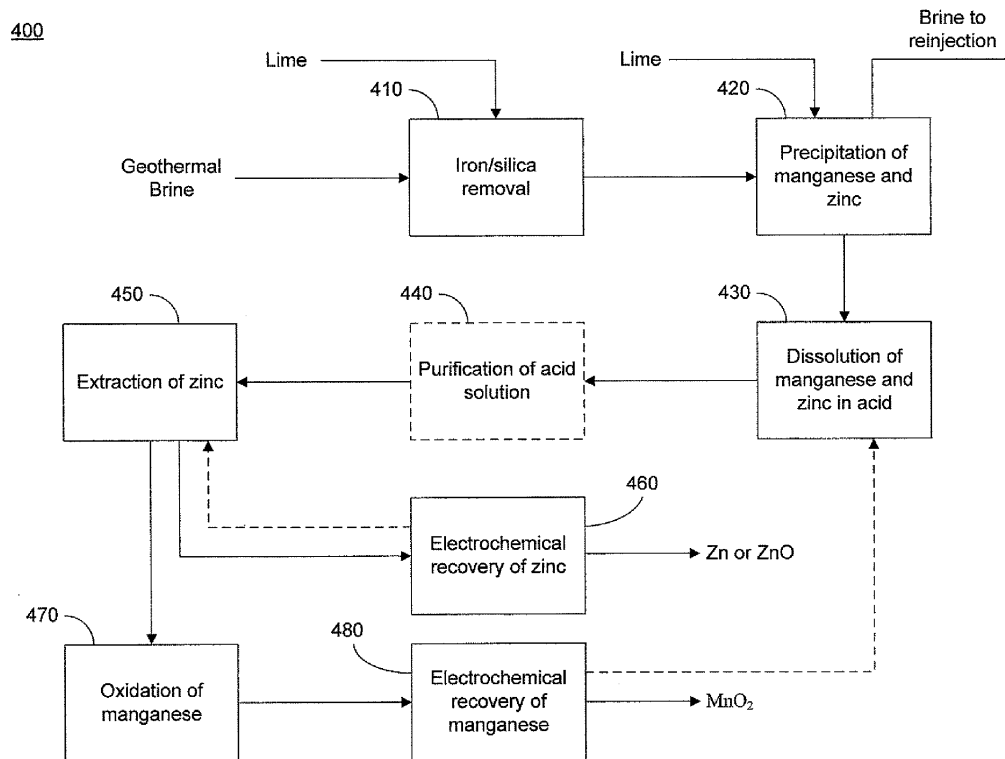 400
Brine to
reinjection
Lime
Lime
410
420
Geothermal
Brine
Iron/silica
removal
Precipitation of
manganese and
zinc
450
440
430
Extraction of zinc
Purification of acid
solution
Dissolution of
manganese and
zinc in acid
460
Electrochemical
recovery of zinc
Zn or ZnO
470
480
Oxidation of
manganese
Electrochemical
recovery of
manganese
MnO₂